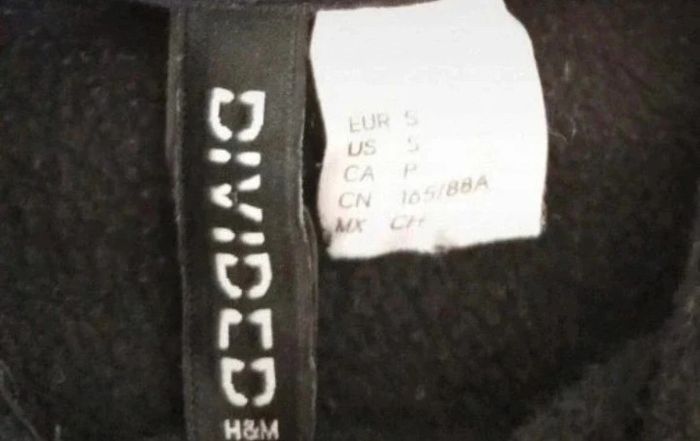 DIVIDED
H&M
EUR S
US S
CA P
CN 165/88A
MX CH